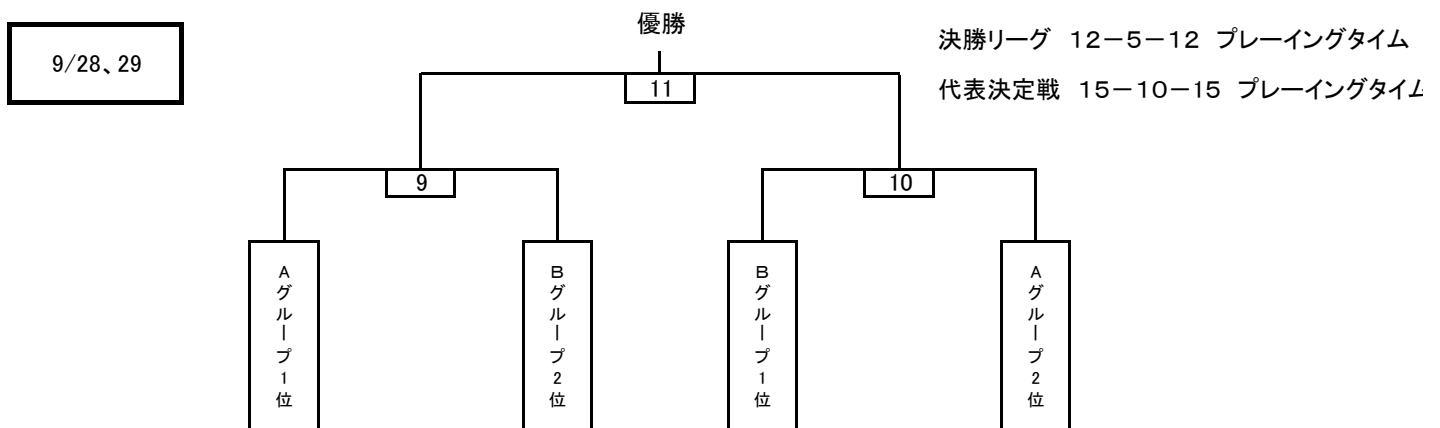 優勝
9/28、29
決勝リーグ 12－5－12 プレーイングタイム
代表決定戦 15－10－15 プレーイングタイム
11
9
10
Aグループ1位
Bグループ2位
Bグループ1位
Aグループ2位